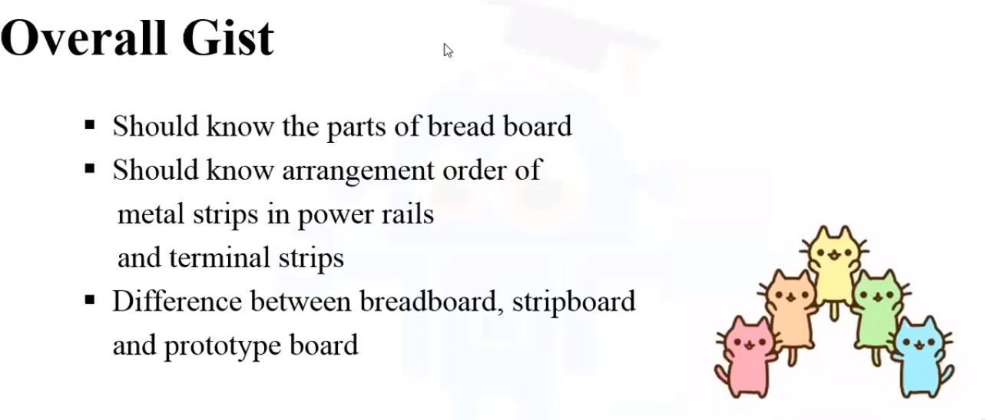 Overall Gist
▪ Should know the parts of bread board
▪ Should know arrangement order of
metal strips in power rails
and terminal strips
▪ Difference between breadboard, stripboard
and prototype board